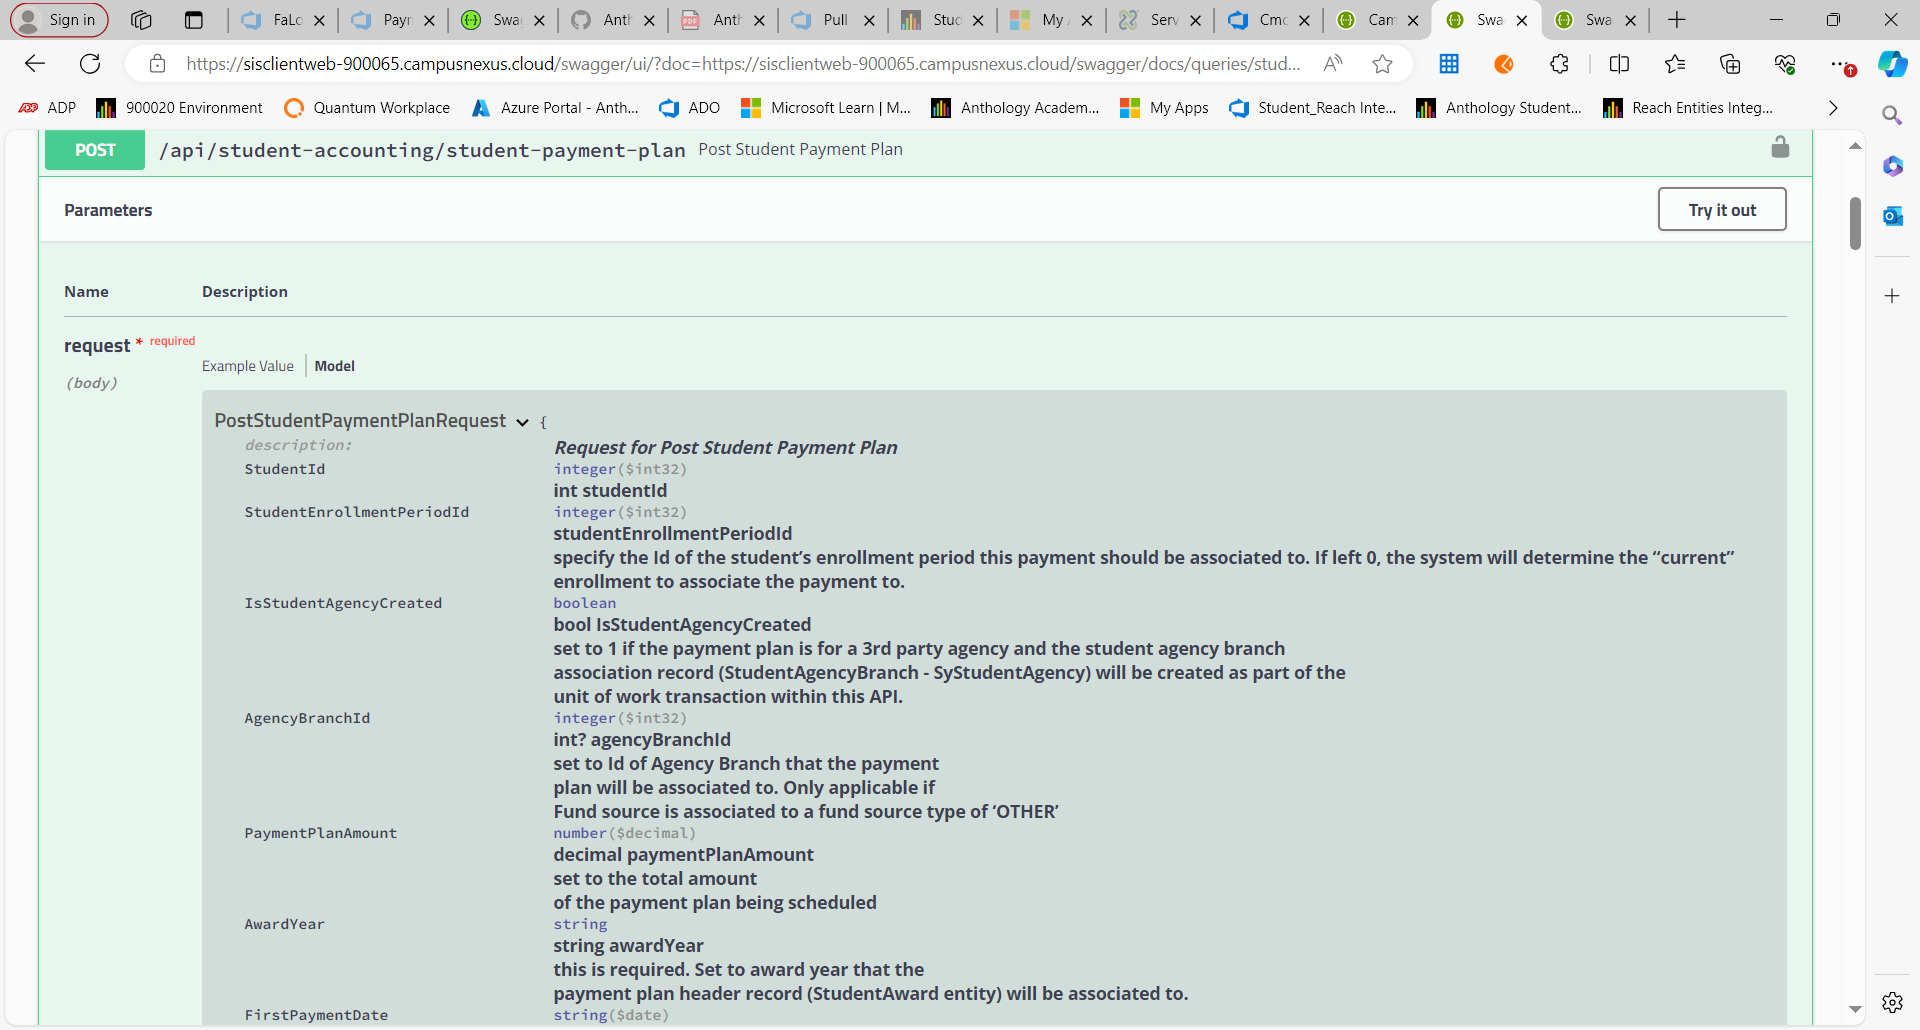 Sign in
FaLo
Payn
Swa
Anth
Anth
Pull
Stud
My
Serv
Cmc
Cam
Swa
Swa
https://sisclientweb-900065.campusnexus.cloud/swagger/ui/?doc=https://sisclientweb-900065.campusnexus.cloud/swagger/docs/queries/stud...
ADP
900020 Environment
Quantum Workplace
Azure Portal - Anth...
ADO
Microsoft Learn | M...
Anthology Academ...
My Apps
Student_Reach Inte...
Anthology Student...
Reach Entities Integ...
POST /api/student-accounting/student-payment-plan Post Student Payment Plan
Parameters
Try it out
Name Description
request * required
(body)
Example Value Model
PostStudentPaymentPlanRequest {
description: Request for Post Student Payment Plan
StudentId integer($int32)
int studentId
StudentEnrollmentPeriodId integer($int32)
studentEnrollmentPeriodId
specify the Id of the student’s enrollment period this payment should be associated to. If left 0, the system will determine the “current”
enrollment to associate the payment to.
IsStudentAgencyCreated boolean
bool IsStudentAgencyCreated
set to 1 if the payment plan is for a 3rd party agency and the student agency branch
association record (StudentAgencyBranch - SyStudentAgency) will be created as part of the
unit of work transaction within this API.
AgencyBranchId integer($int32)
int? agencyBranchId
set to Id of Agency Branch that the payment
plan will be associated to. Only applicable if
Fund source is associated to a fund source type of ‘OTHER’
PaymentPlanAmount number($decimal)
decimal paymentPlanAmount
set to the total amount
of the payment plan being scheduled
AwardYear string
string awardYear
this is required. Set to award year that the
payment plan header record (StudentAward entity) will be associated to.
FirstPaymentDate string($date)